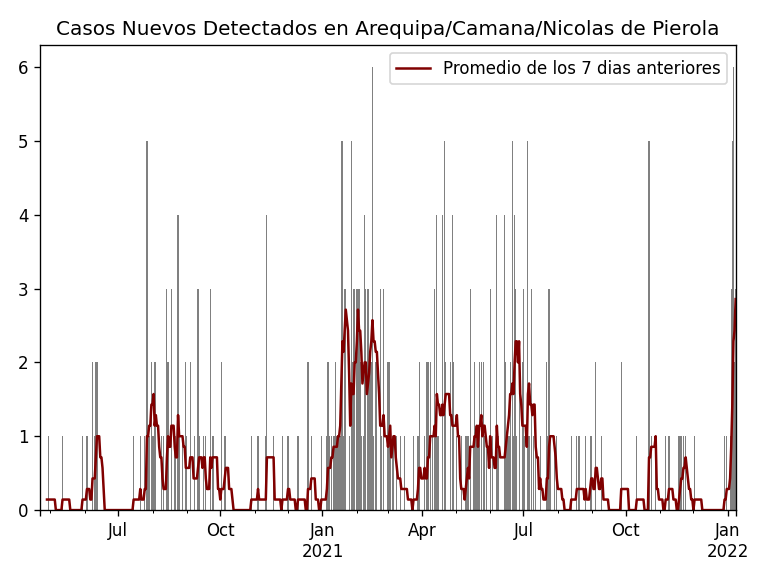 Casos Nuevos Detectados en Arequipa/Camana/Nicolas de Pierola
Promedio de los 7 dias anteriores
6
5
4
3
2
1
0
Jul Oct Jan Apr Jul Oct Jan
2021 2022